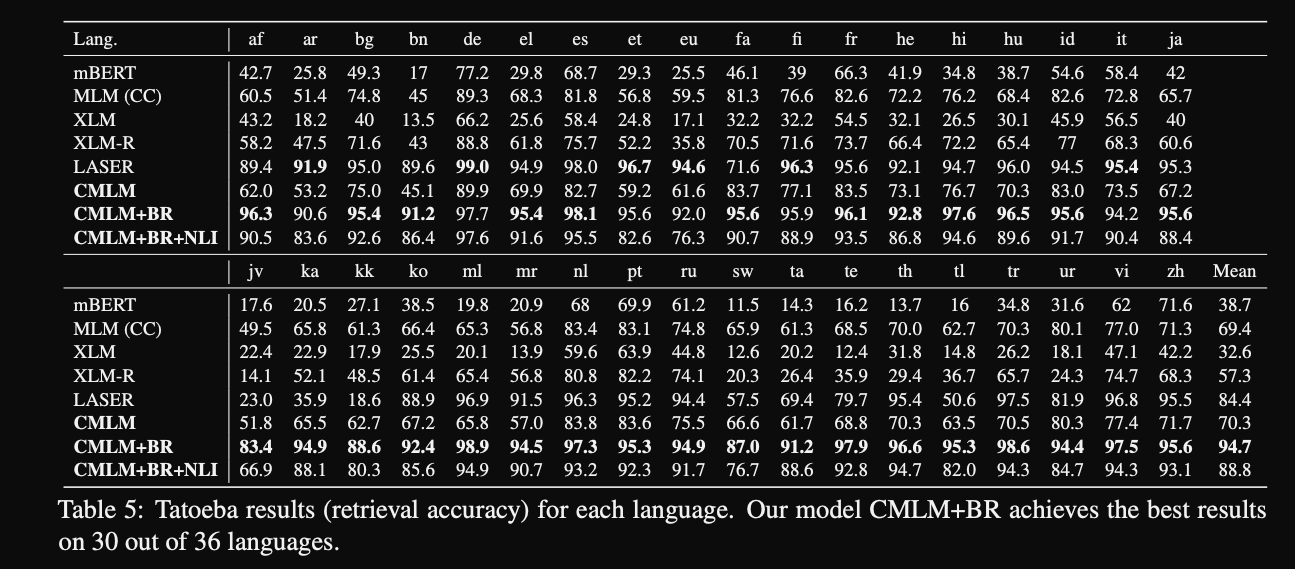 Lang. af ar bg bn de el es et eu fa fi fr he hi hu id it ja
mBERT 42.7 25.8 49.3 17 77.2 29.8 68.7 29.3 25.5 46.1 39 66.3 41.9 34.8 38.7 54.6 58.4 42
MLM (CC) 60.5 51.4 74.8 45 89.3 68.3 81.8 56.8 59.5 81.3 76.6 82.6 72.2 76.2 68.4 82.6 72.8 65.7
XLM 43.2 18.2 40 13.5 66.2 25.6 58.4 24.8 17.1 32.2 32.2 54.5 32.1 26.5 30.1 45.9 56.5 40
XLM-R 58.2 47.5 71.6 43 88.8 61.8 75.7 52.2 35.8 70.5 71.6 73.7 66.4 72.2 65.4 77 68.3 60.6
LASER 89.4 91.9 95.0 89.6 99.0 94.9 98.0 96.7 94.6 71.6 96.3 95.6 92.1 94.7 96.0 94.5 95.4 95.3
CMLM 62.0 53.2 75.0 45.1 89.9 69.9 82.7 59.2 61.6 83.7 77.1 83.5 73.1 76.7 70.3 83.0 73.5 67.2
CMLM+BR 96.3 90.6 95.4 91.2 97.7 95.4 98.1 95.6 92.0 95.6 95.9 96.1 92.8 97.6 96.5 95.6 94.2 95.6
CMLM+BR+NLI 90.5 83.6 92.6 86.4 97.6 91.6 95.5 82.6 76.3 90.7 88.9 93.5 86.8 94.6 89.6 91.7 90.4 88.4
jv ka kk ko ml mr nl pt ru sw ta te th tl tr ur vi zh Mean
mBERT 17.6 20.5 27.1 38.5 19.8 20.9 68 69.9 61.2 11.5 14.3 16.2 13.7 16 34.8 31.6 62 71.6 38.7
MLM (CC) 49.5 65.8 61.3 66.4 65.3 56.8 83.4 83.1 74.8 65.9 61.3 68.5 70.0 62.7 70.3 80.1 77.0 71.3 69.4
XLM 22.4 22.9 17.9 25.5 20.1 13.9 59.6 63.9 44.8 12.6 20.2 12.4 31.8 14.8 26.2 18.1 47.1 42.2 32.6
XLM-R 14.1 52.1 48.5 61.4 65.4 56.8 80.8 82.2 74.1 20.3 26.4 35.9 29.4 36.7 65.7 24.3 74.7 68.3 57.3
LASER 23.0 35.9 18.6 88.9 96.9 91.5 96.3 95.2 94.4 57.5 69.4 79.7 95.4 50.6 97.5 81.9 96.8 95.5 84.4
CMLM 51.8 65.5 62.7 67.2 65.8 57.0 83.8 83.6 75.5 66.6 61.7 68.8 70.3 63.5 70.5 80.3 77.4 71.7 70.3
CMLM+BR 83.4 94.9 88.6 92.4 98.9 94.5 97.3 95.3 94.9 87.0 91.2 97.9 96.6 95.3 98.6 94.4 97.5 95.6 94.7
CMLM+BR+NLI 66.9 88.1 80.3 85.6 94.9 90.7 93.2 92.3 91.7 76.7 88.6 92.8 94.7 82.0 94.3 84.7 94.3 93.1 88.8
Table 5: Tatoeba results (retrieval accuracy) for each language. Our model CMLM+BR achieves the best results
on 30 out of 36 languages.